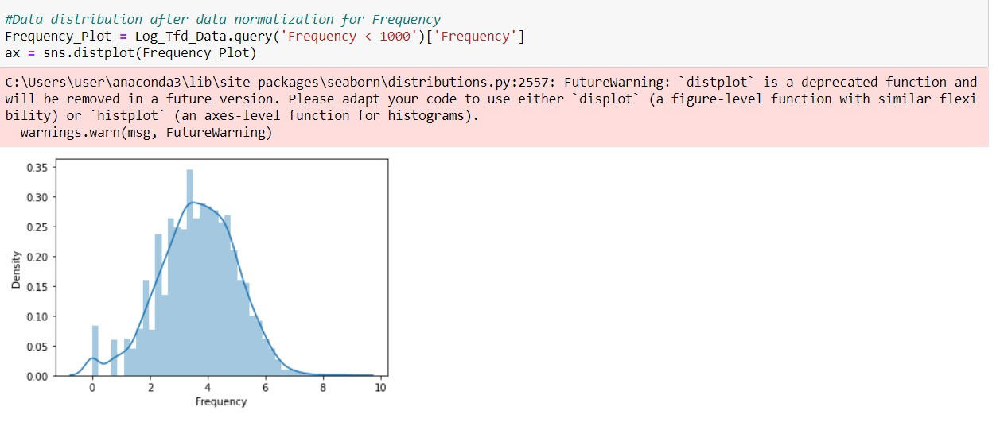 #Data distribution after data normalization for Frequency
Frequency_Plot = Log_Tfd_Data.query('Frequency < 1000')['Frequency']
ax = sns.distplot(Frequency_Plot)
C:\Users\user\anaconda3\lib\site-packages\seaborn\distributions.py:2557: FutureWarning: `distplot` is a deprecated function and
will be removed in a future version. Please adapt your code to use either `displot` (a figure-level function with similar flexi
bility) or `histplot` (an axes-level function for histograms).
  warnings.warn(msg, FutureWarning)
0.35
0.30
0.25
0.20
0.15
0.10
0.05
0.00
Density
0 2 4 6 8 10
Frequency